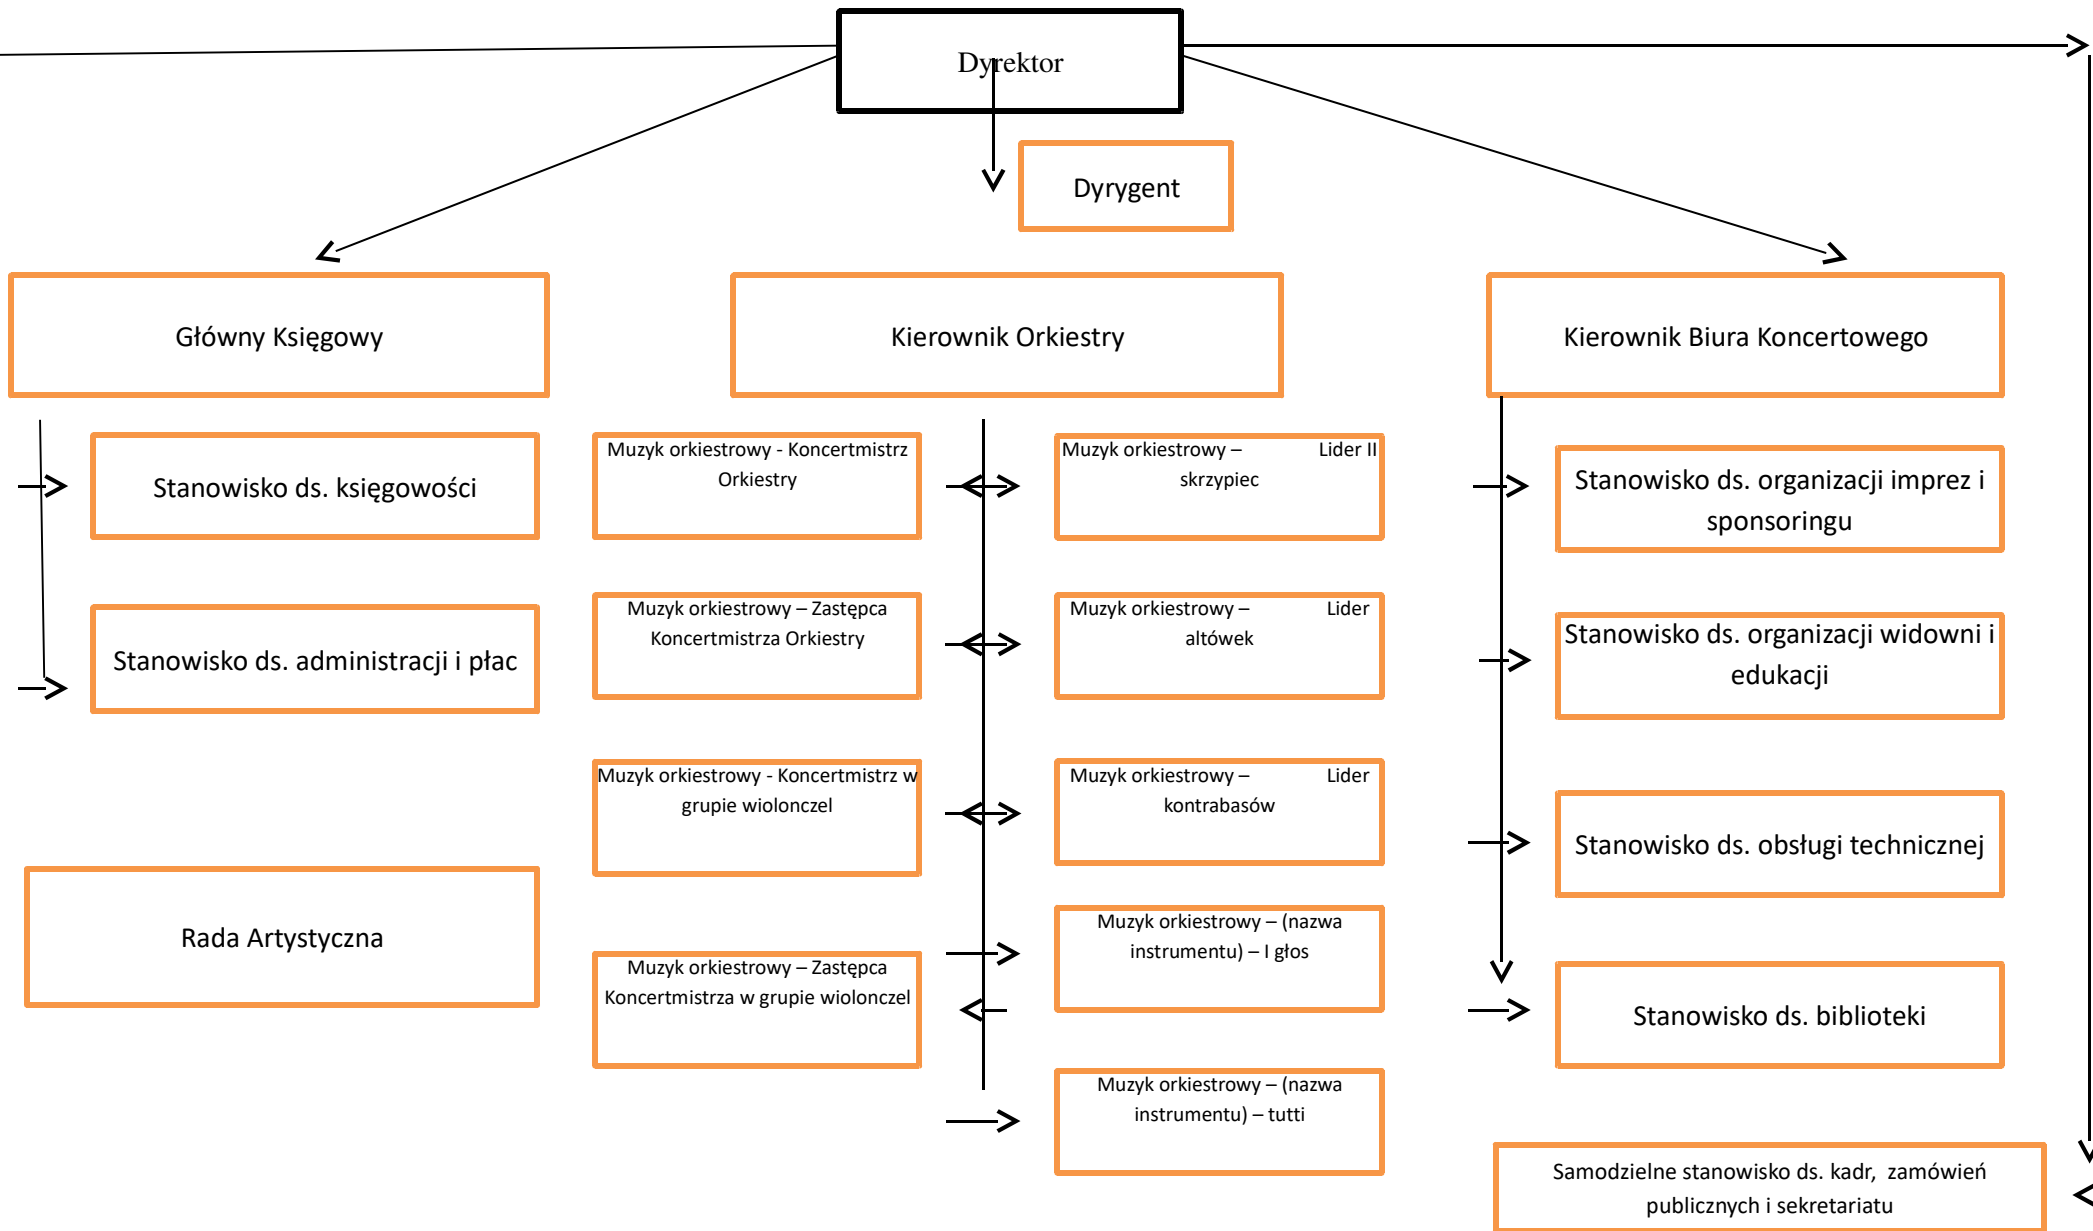 Dyrektor
Dyrygent
Główny Księgowy
Kierownik Orkiestry
Kierownik Biura Koncertowego
Stanowisko ds. księgowości
Stanowisko ds. administracji i płac
Rada Artystyczna
Muzyk orkiestrowy - Koncertmistrz
Orkiestry
Muzyk orkiestrowy – Zastępca
Koncertmistrza Orkiestry
Muzyk orkiestrowy - Koncertmistrz w
grupie wiolonczel
Muzyk orkiestrowy – Zastępca
Koncertmistrza w grupie wiolonczel
Muzyk orkiestrowy – Lider II
skrzypiec
Muzyk orkiestrowy – Lider
altówek
Muzyk orkiestrowy – Lider
kontrabasów
Muzyk orkiestrowy – (nazwa
instrumentu) – I głos
Muzyk orkiestrowy – (nazwa
instrumentu) – tutti
Stanowisko ds. organizacji imprez i
sponsoringu
Stanowisko ds. organizacji widowni i
edukacji
Stanowisko ds. obsługi technicznej
Stanowisko ds. biblioteki
Samodzielne stanowisko ds. kadr, zamówień
publicznych i sekretariatu